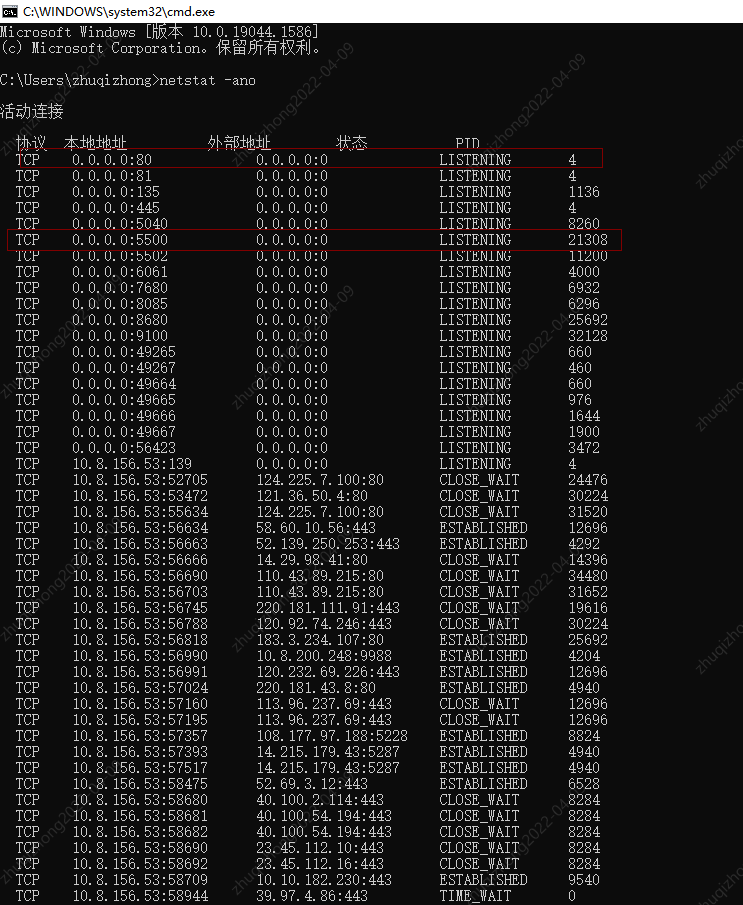 C:\WINDOWS\system32\cmd.exe
Microsoft Windows [版本 10.0.19044.1586]
(c) Microsoft Corporation。保留所有权利。
C:\Users\zhuqizhong>netstat -ano
活动连接
协议 本地地址 外部地址 状态 PID
TCP 0.0.0.0:80 0.0.0.0:0 LISTENING 4
TCP 0.0.0.0:81 0.0.0.0:0 LISTENING 4
TCP 0.0.0.0:135 0.0.0.0:0 LISTENING 1136
TCP 0.0.0.0:445 0.0.0.0:0 LISTENING 4
TCP 0.0.0.0:5040 0.0.0.0:0 LISTENING 8260
TCP 0.0.0.0:5500 0.0.0.0:0 LISTENING 21308
TCP 0.0.0.0:5502 0.0.0.0:0 LISTENING 11200
TCP 0.0.0.0:6061 0.0.0.0:0 LISTENING 4000
TCP 0.0.0.0:7680 0.0.0.0:0 LISTENING 6932
TCP 0.0.0.0:8085 0.0.0.0:0 LISTENING 6296
TCP 0.0.0.0:8680 0.0.0.0:0 LISTENING 25692
TCP 0.0.0.0:9100 0.0.0.0:0 LISTENING 32128
TCP 0.0.0.0:49265 0.0.0.0:0 LISTENING 660
TCP 0.0.0.0:49267 0.0.0.0:0 LISTENING 460
TCP 0.0.0.0:49664 0.0.0.0:0 LISTENING 660
TCP 0.0.0.0:49665 0.0.0.0:0 LISTENING 976
TCP 0.0.0.0:49666 0.0.0.0:0 LISTENING 1644
TCP 0.0.0.0:49667 0.0.0.0:0 LISTENING 1900
TCP 0.0.0.0:56423 0.0.0.0:0 LISTENING 3472
TCP 10.8.156.53:139 0.0.0.0:0 LISTENING 4
TCP 10.8.156.53:52705 124.225.7.100:80 CLOSE_WAIT 24476
TCP 10.8.156.53:53472 121.36.50.4:80 CLOSE_WAIT 30224
TCP 10.8.156.53:55634 124.225.7.100:80 CLOSE_WAIT 31520
TCP 10.8.156.53:56634 58.60.10.56:443 ESTABLISHED 12696
TCP 10.8.156.53:56663 52.139.250.253:443 ESTABLISHED 4292
TCP 10.8.156.53:56666 14.29.98.41:80 CLOSE_WAIT 14396
TCP 10.8.156.53:56690 110.43.89.215:80 CLOSE_WAIT 34480
TCP 10.8.156.53:56703 110.43.89.215:80 CLOSE_WAIT 31652
TCP 10.8.156.53:56745 220.181.111.91:443 CLOSE_WAIT 19616
TCP 10.8.156.53:56788 120.92.74.246:443 CLOSE_WAIT 30224
TCP 10.8.156.53:56818 183.3.234.107:80 ESTABLISHED 25692
TCP 10.8.156.53:56990 10.8.200.248:9988 ESTABLISHED 4204
TCP 10.8.156.53:56991 120.232.69.226:443 ESTABLISHED 12696
TCP 10.8.156.53:57024 220.181.43.8:80 ESTABLISHED 4940
TCP 10.8.156.53:57160 113.96.237.69:443 CLOSE_WAIT 12696
TCP 10.8.156.53:57195 113.96.237.69:443 CLOSE_WAIT 12696
TCP 10.8.156.53:57357 108.177.97.188:5228 ESTABLISHED 8824
TCP 10.8.156.53:57393 14.215.179.43:5287 ESTABLISHED 4940
TCP 10.8.156.53:57517 14.215.179.43:5287 ESTABLISHED 4940
TCP 10.8.156.53:58475 52.69.3.12:443 ESTABLISHED 6528
TCP 10.8.156.53:58680 40.100.2.114:443 CLOSE_WAIT 8284
TCP 10.8.156.53:58681 40.100.54.194:443 CLOSE_WAIT 8284
TCP 10.8.156.53:58682 40.100.54.194:443 CLOSE_WAIT 8284
TCP 10.8.156.53:58690 23.45.112.10:443 CLOSE_WAIT 8284
TCP 10.8.156.53:58692 23.45.112.16:443 CLOSE_WAIT 8284
TCP 10.8.156.53:58709 10.10.182.230:443 ESTABLISHED 9540
TCP 10.8.156.53:58944 39.97.4.86:443 TIME_WAIT 0
zhuqizhong2022-04-09